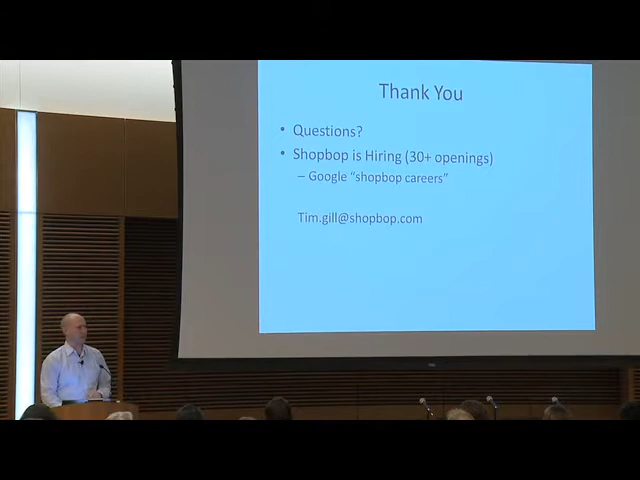 Thank You
• Questions?
• Shopbop is Hiring (30+ openings)
– Google “shopbop careers”
Tim.gill@shopbop.com